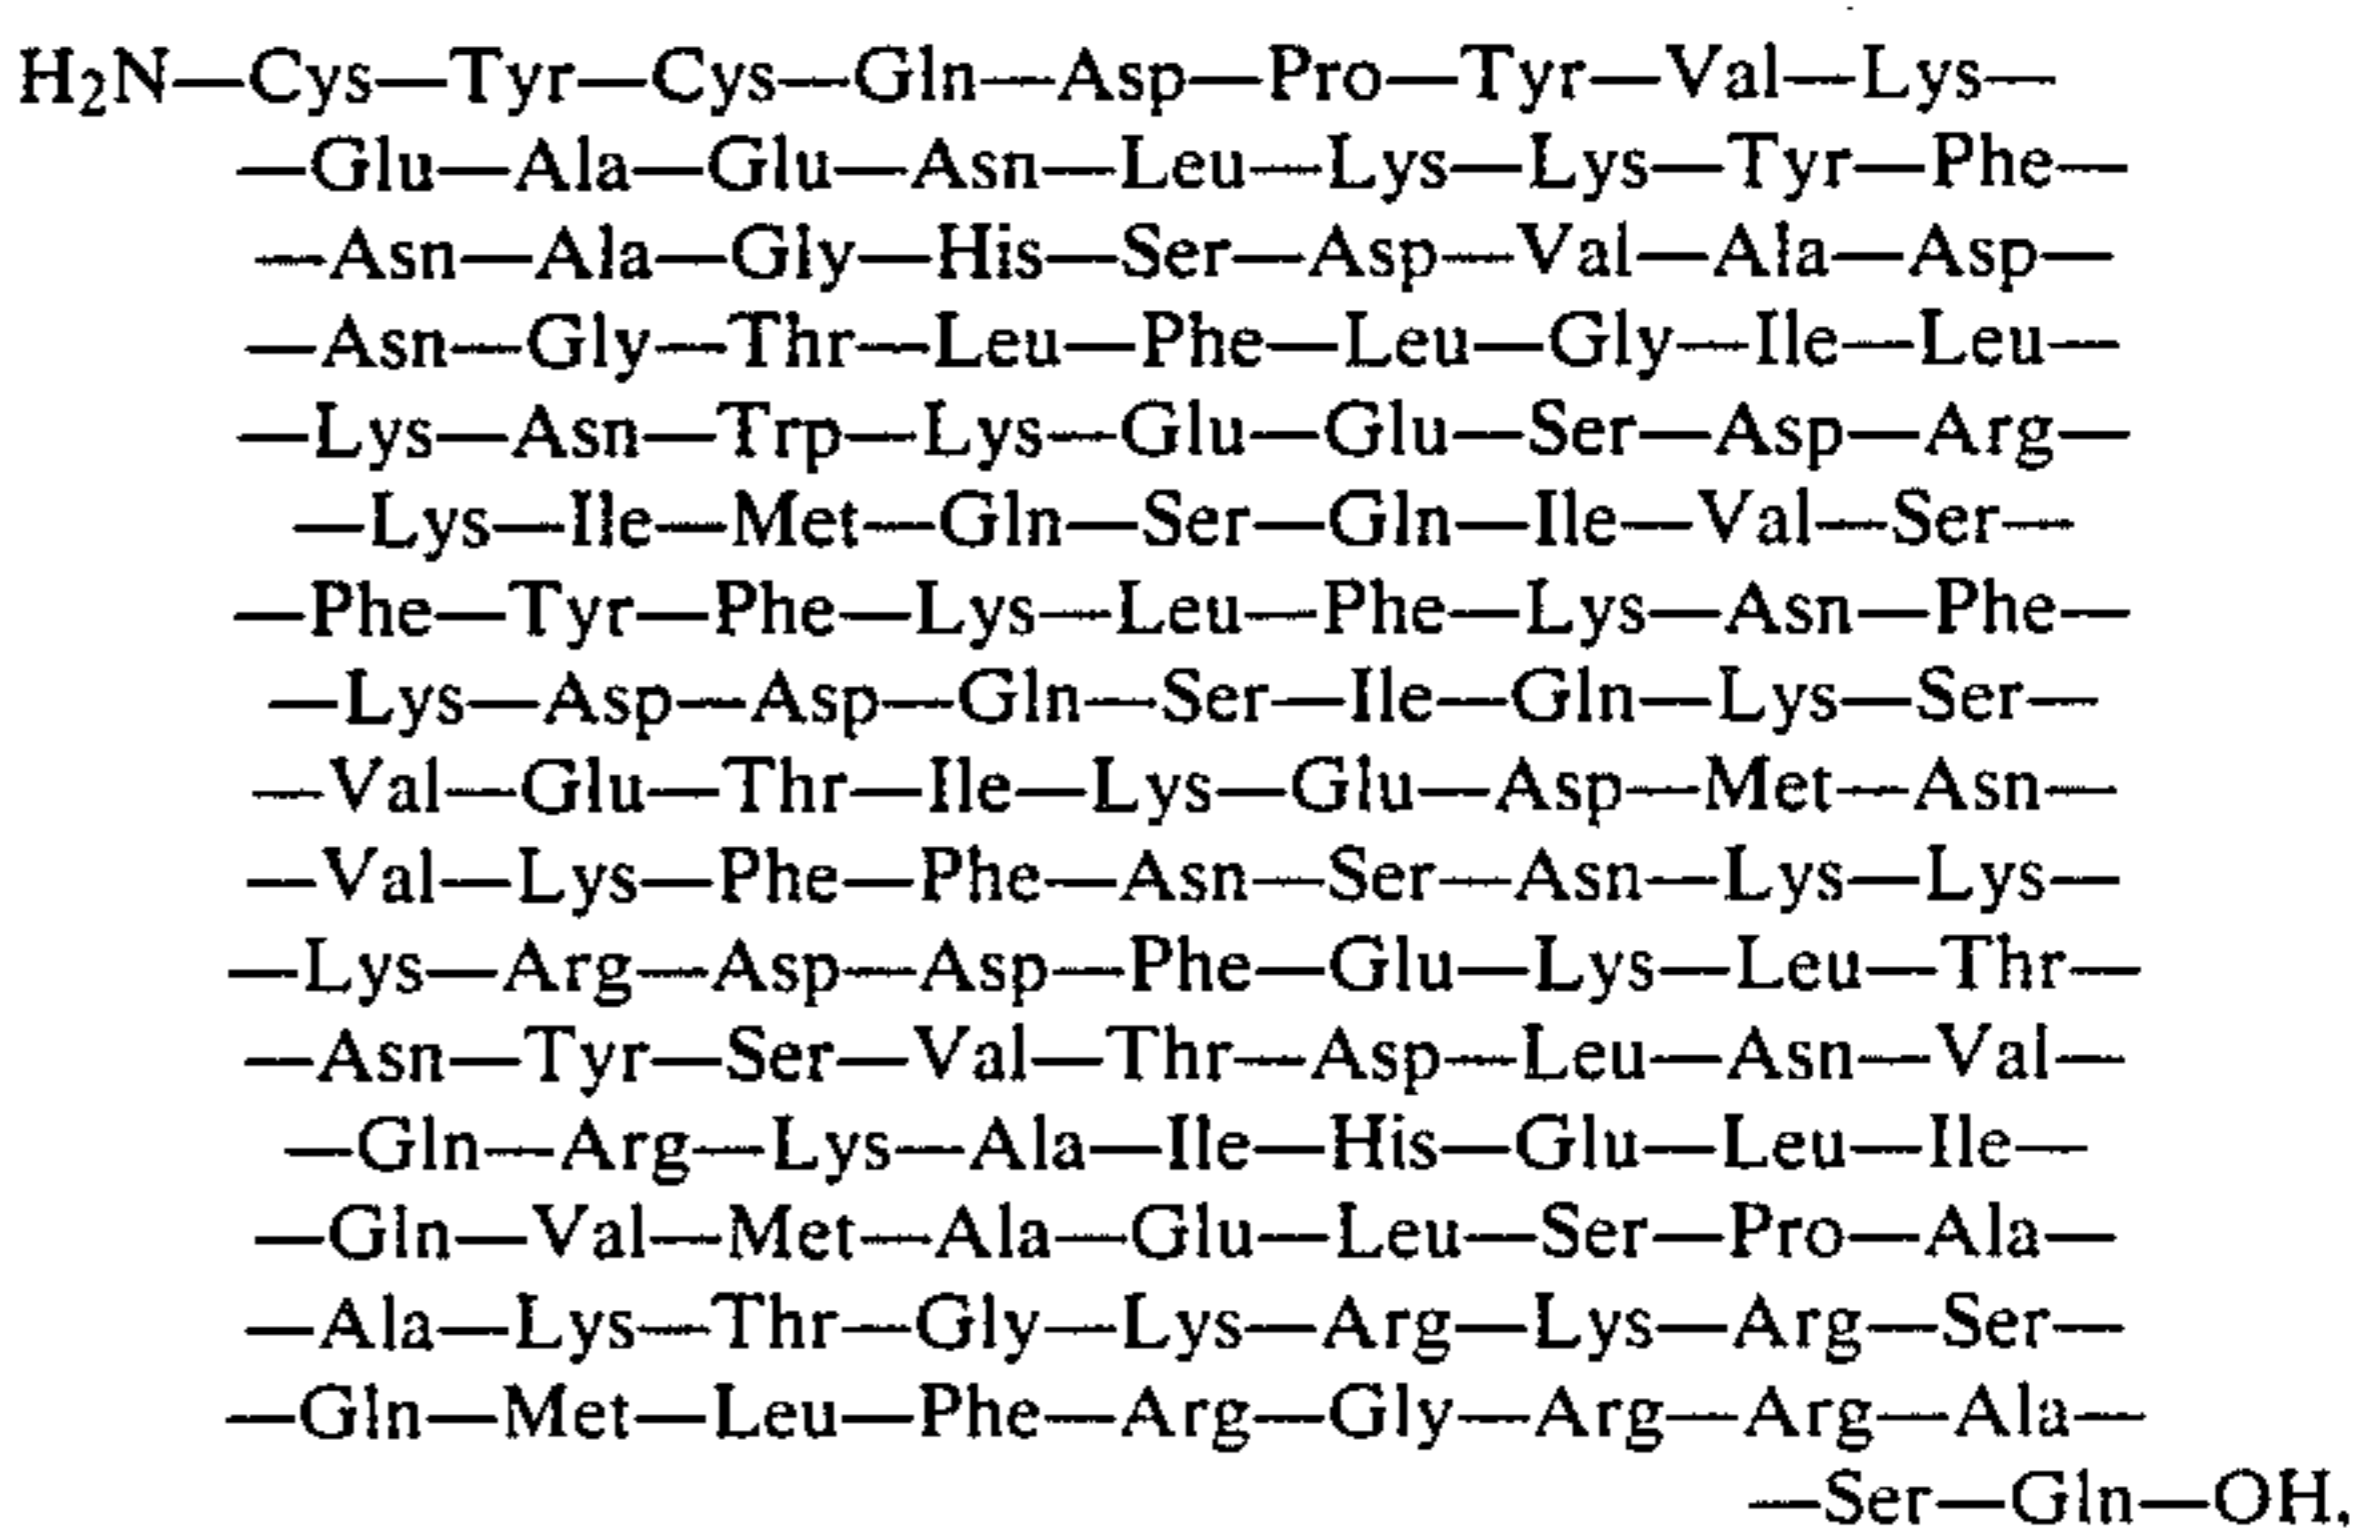 H2N—Cys—Tyr—Cys—Gln—Asp—Pro—Tyr—Val—Lys—
—Glu—Ala—Glu—Asn—Leu—Lys—Lys—Tyr—Phe—
—Asn—Ala—Gly—His—Ser—Asp—Val—Ala—Asp—
—Asn—Gly—Thr—Leu—Phe—Leu—Gly—Ile—Leu—
—Lys—Asn—Trp—Lys—Glu—Glu—Ser—Asp—Arg—
—Lys—Ile—Met—Gln—Ser—Gln—Ile—Val—Ser—
—Phe—Tyr—Phe—Lys—Leu—Phe—Lys—Asn—Phe—
—Lys—Asp—Asp—Gln—Ser—Ile—Gln—Lys—Ser—
—Val—Glu—Thr—Ile—Lys—Glu—Asp—Met—Asn—
—Val—Lys—Phe—Phe—Asn—Ser—Asn—Lys—Lys—
—Lys—Arg—Asp—Asp—Phe—Glu—Lys—Leu—Thr—
—Asn—Tyr—Ser—Val—Thr—Asp—Leu—Asn—Val—
—Gln—Arg—Lys—Ala—Ile—His—Glu—Leu—Ile—
—Gln—Val—Met—Ala—Glu—Leu—Ser—Pro—Ala—
—Ala—Lys—Thr—Gly—Lys—Arg—Lys—Arg—Ser—
—Gln—Met—Leu—Phe—Arg—Gly—Arg—Arg—Ala—
—Ser—Gln—OH.